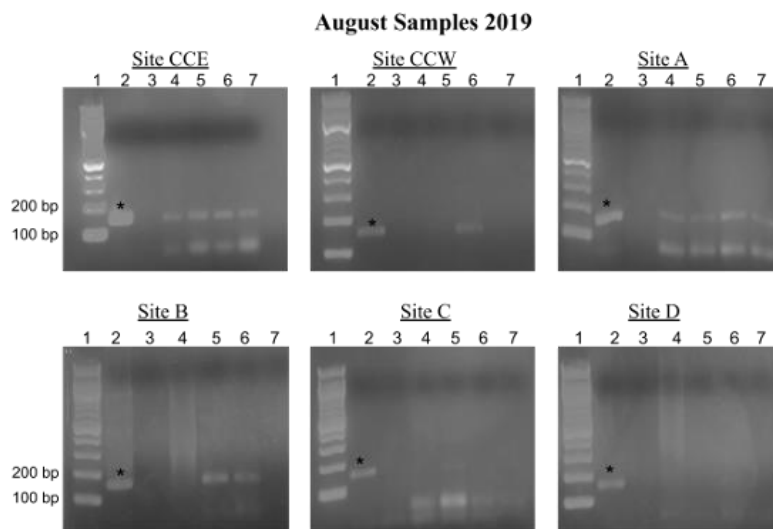 August Samples 2019
Site CCE
Site CCW
Site A
1 2 3 4 5 6 7
1 2 3 4 5 6 7
1 2 3 4 5 6 7
*
*
*
200 bp
100 bp
Site B
Site C
Site D
1 2 3 4 5 6 7
1 2 3 4 5 6 7
1 2 3 4 5 6 7
*
*
*
200 bp
100 bp